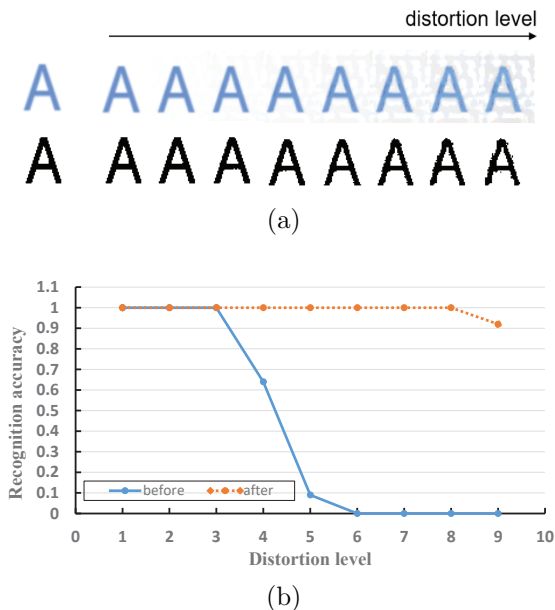 distortion level
A A A A A A A A A
A A A A A A A A A
(a)
1.1
1
0.9
0.8
0.7
0.6
0.5
0.4
0.3
0.2
0.1
0
Recognition accuracy
before after
0 1 2 3 4 5 6 7 8 9 10
Distortion level
(b)